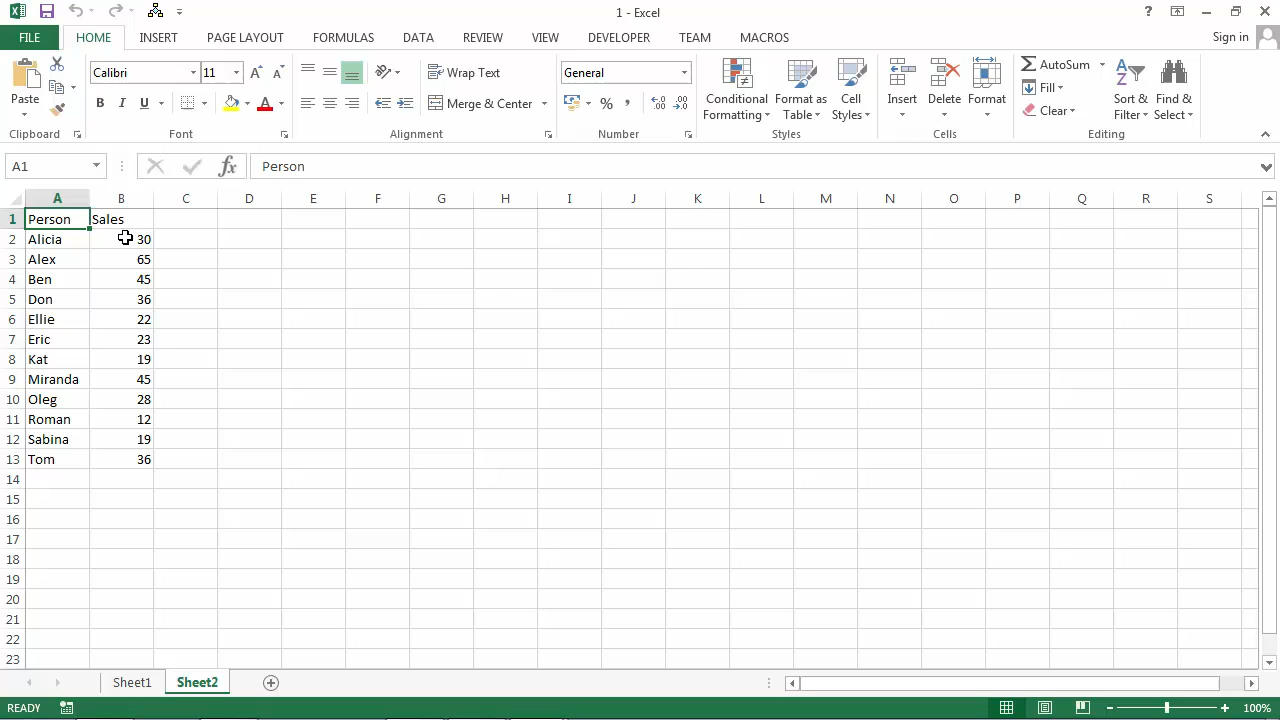 1 - Excel
?
Sign in
FILE HOME INSERT PAGE LAYOUT FORMULAS DATA REVIEW VIEW DEVELOPER TEAM MACROS
Paste
Clipboard
Calibri 11 A A
B I U A
Font
Wrap Text
Merge & Center
Alignment
General
% , .0 .00 .00 .0
Number
Conditional Formatting
Format as Table
Cell Styles
Styles
Insert Delete Format
Cells
AutoSum
Fill
Clear
Sort & Filter
Find & Select
Editing
A1 fx Person
A B C D E F G H I J K L M N O P Q R S
1 Person Sales
2 Alicia 30
3 Alex 65
4 Ben 45
5 Don 36
6 Ellie 22
7 Eric 23
8 Kat 19
9 Miranda 45
10 Oleg 28
11 Roman 12
12 Sabina 19
13 Tom 36
14
15
16
17
18
19
20
21
22
23
Sheet1 Sheet2
READY 100%